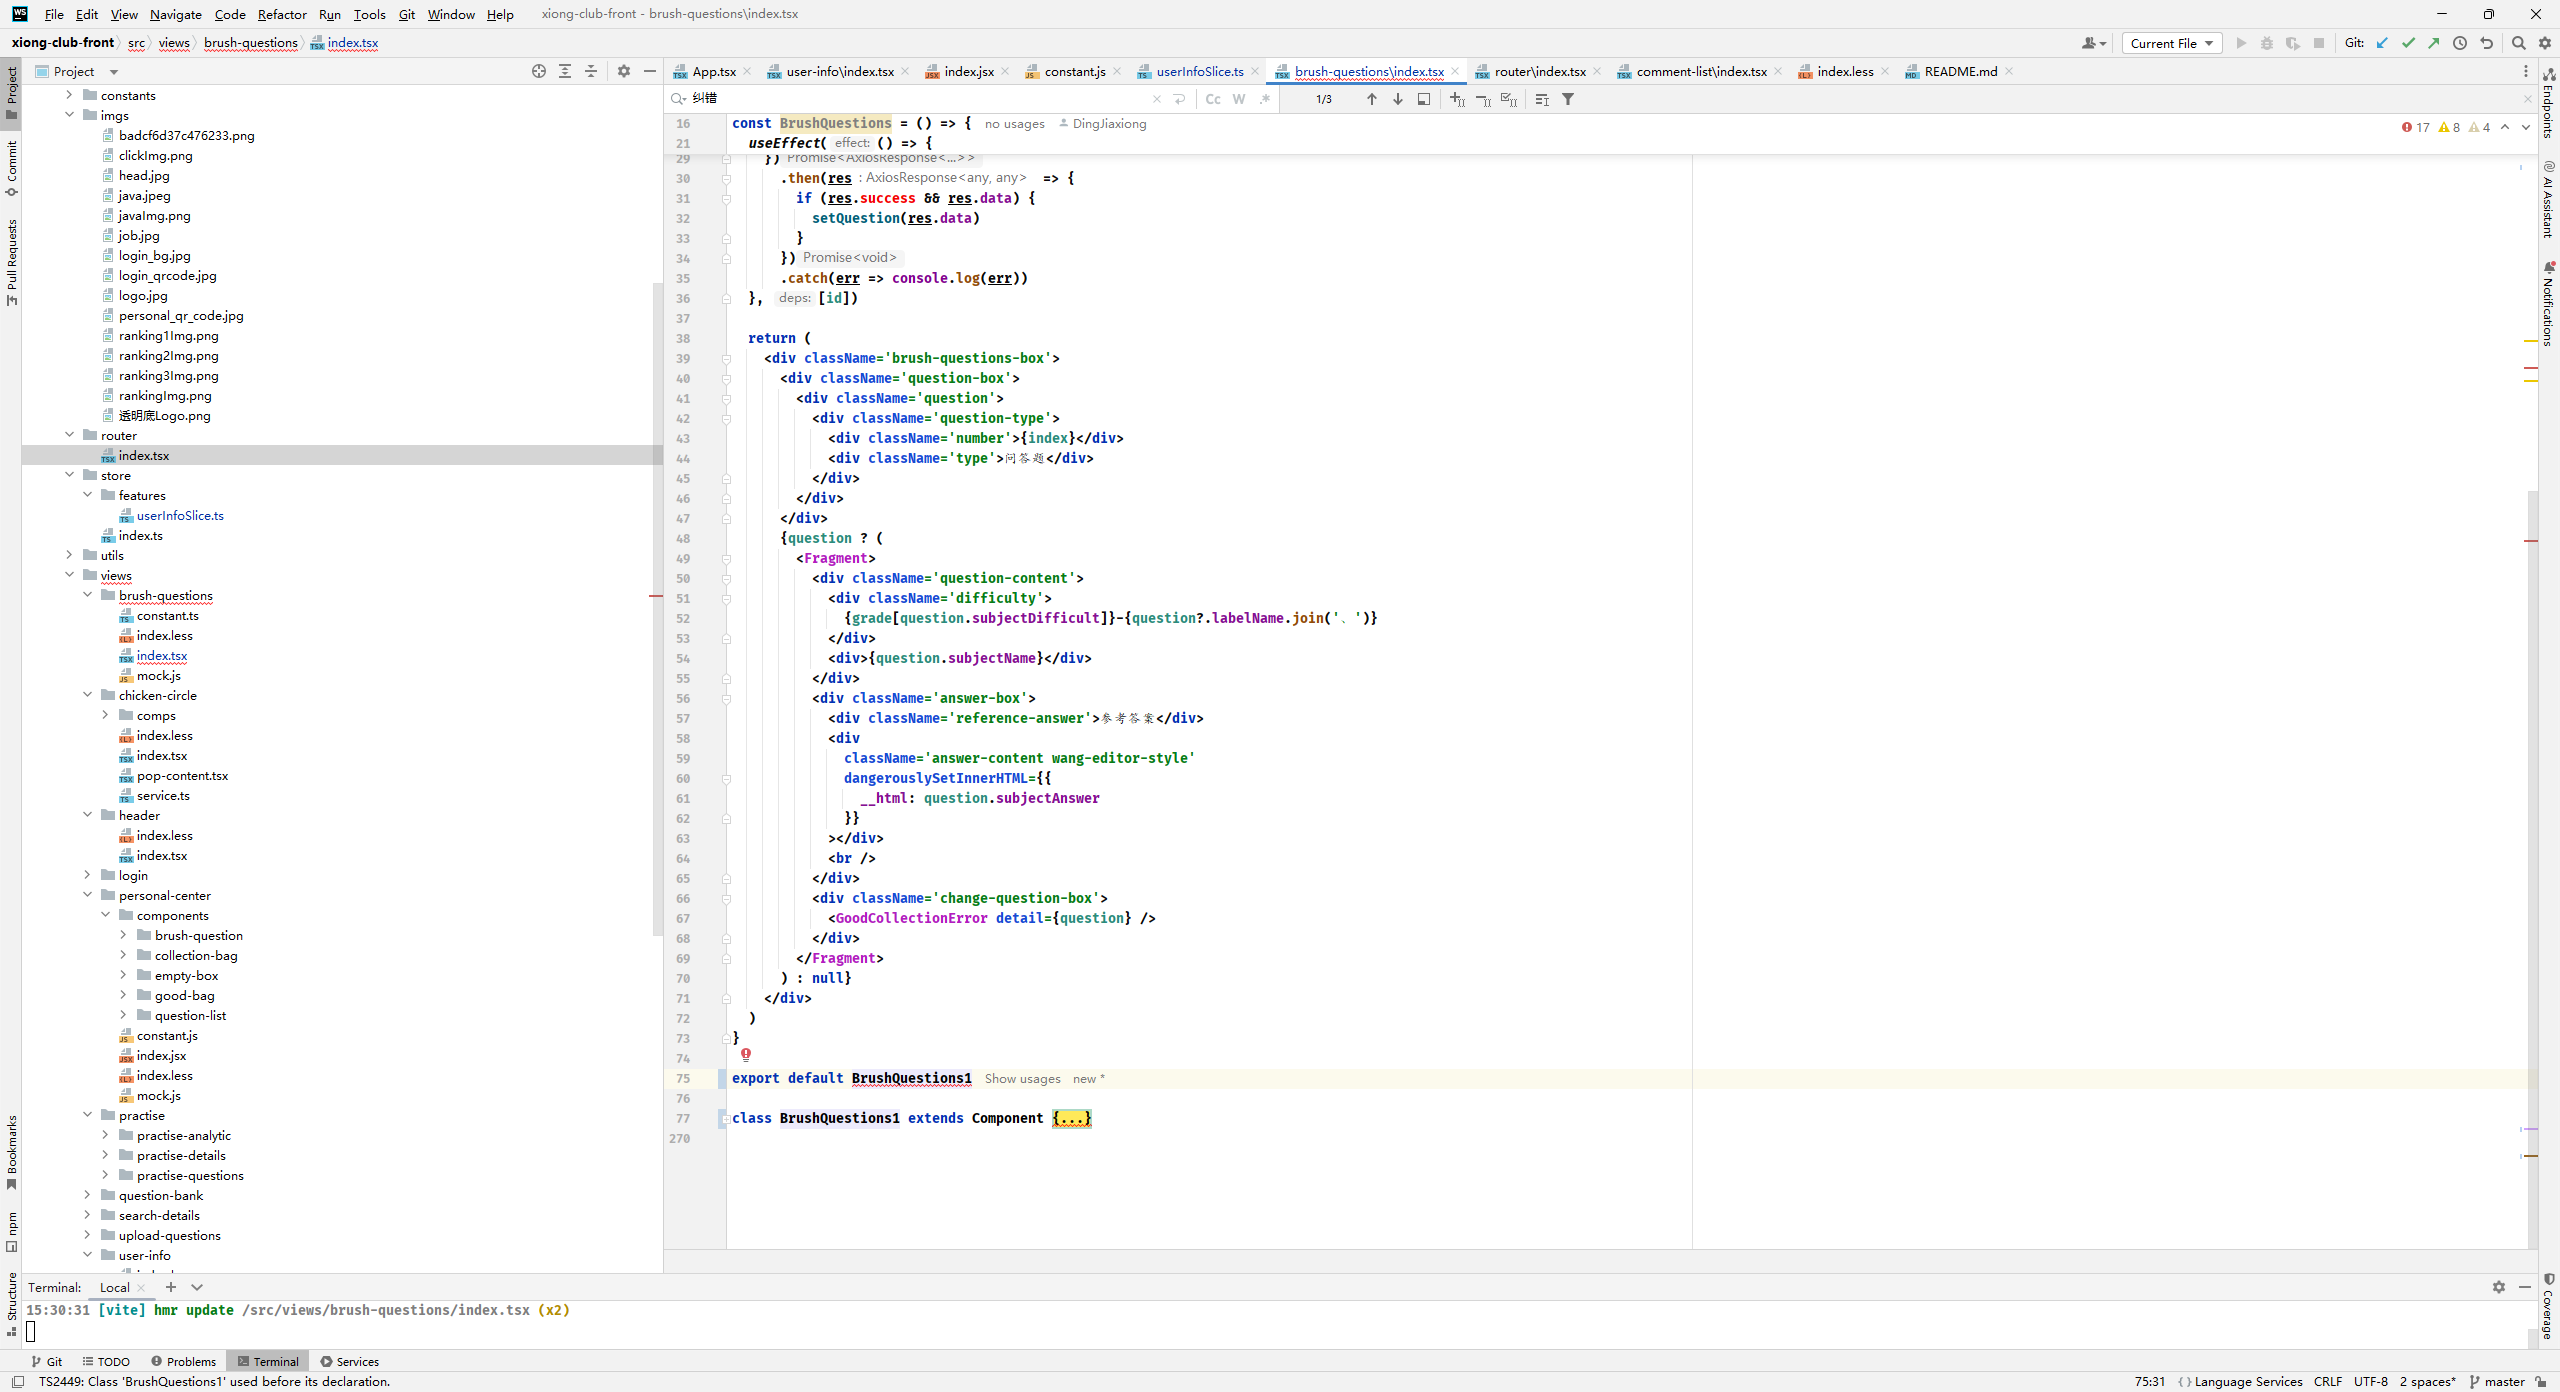 File Edit View Navigate Code Refactor Run Tools Git Window Help xiong-club-front - brush-questions\index.tsx
xiong-club-front src views brush-questions index.tsx Current File Git:
Project
App.tsx user-info\index.tsx index.jsx constant.js userInfoSlice.ts brush-questions\index.tsx router\index.tsx comment-list\index.tsx index.less README.md
纠错 Cc W .* 1/3
Project
Commit
Pull Requests
Bookmarks
npm
Structure
constants
imgs
badcf6d37c476233.png
clickImg.png
head.jpg
java.jpeg
javaImg.png
job.jpg
login_bg.jpg
login_qrcode.jpg
logo.jpg
personal_qr_code.jpg
ranking1Img.png
ranking2Img.png
ranking3Img.png
rankingImg.png
透明底Logo.png
router
index.tsx
store
features
userInfoSlice.ts
index.ts
utils
views
brush-questions
constant.ts
index.less
index.tsx
mock.js
chicken-circle
comps
index.less
index.tsx
pop-content.tsx
service.ts
header
index.less
index.tsx
login
personal-center
components
brush-question
collection-bag
empty-box
good-bag
question-list
constant.js
index.jsx
index.less
mock.js
practise
practise-analytic
practise-details
practise-questions
question-bank
search-details
upload-questions
user-info
16 const BrushQuestions = () => { no usages DingJiaxiong
21 useEffect( effect: () => {
29 }) Promise<AxiosResponse<...>>
30 .then(res : AxiosResponse<any, any> => {
31 if (res.success && res.data) {
32 setQuestion(res.data)
33 }
34 }) Promise<void>
35 .catch(err => console.log(err))
36 }, deps: [id])
37
38 return (
39 <div className='brush-questions-box'>
40 <div className='question-box'>
41 <div className='question'>
42 <div className='question-type'>
43 <div className='number'>{index}</div>
44 <div className='type'>问答题</div>
45 </div>
46 </div>
47 </div>
48 {question ? (
49 <Fragment>
50 <div className='question-content'>
51 <div className='difficulty'>
52 {grade[question.subjectDifficult]}-{question?.labelName.join('、')}
53 </div>
54 <div>{question.subjectName}</div>
55 </div>
56 <div className='answer-box'>
57 <div className='reference-answer'>参考答案</div>
58 <div
59 className='answer-content wang-editor-style'
60 dangerouslySetInnerHTML={{
61 __html: question.subjectAnswer
62 }}
63 ></div>
64 <br />
65 </div>
66 <div className='change-question-box'>
67 <GoodCollectionError detail={question} />
68 </div>
69 </Fragment>
70 ) : null}
71 </div>
72 )
73 }
74
75 export default BrushQuestions1 Show usages new *
76
77 class BrushQuestions1 extends Component {...}
270
17 8 4
Endpoints
AI Assistant
Notifications
Coverage
Terminal: Local
15:30:31 [vite] hmr update /src/views/brush-questions/index.tsx (x2)
Git TODO Problems Terminal Services
TS2449: Class 'BrushQuestions1' used before its declaration. 75:31 Language Services CRLF UTF-8 2 spaces* master